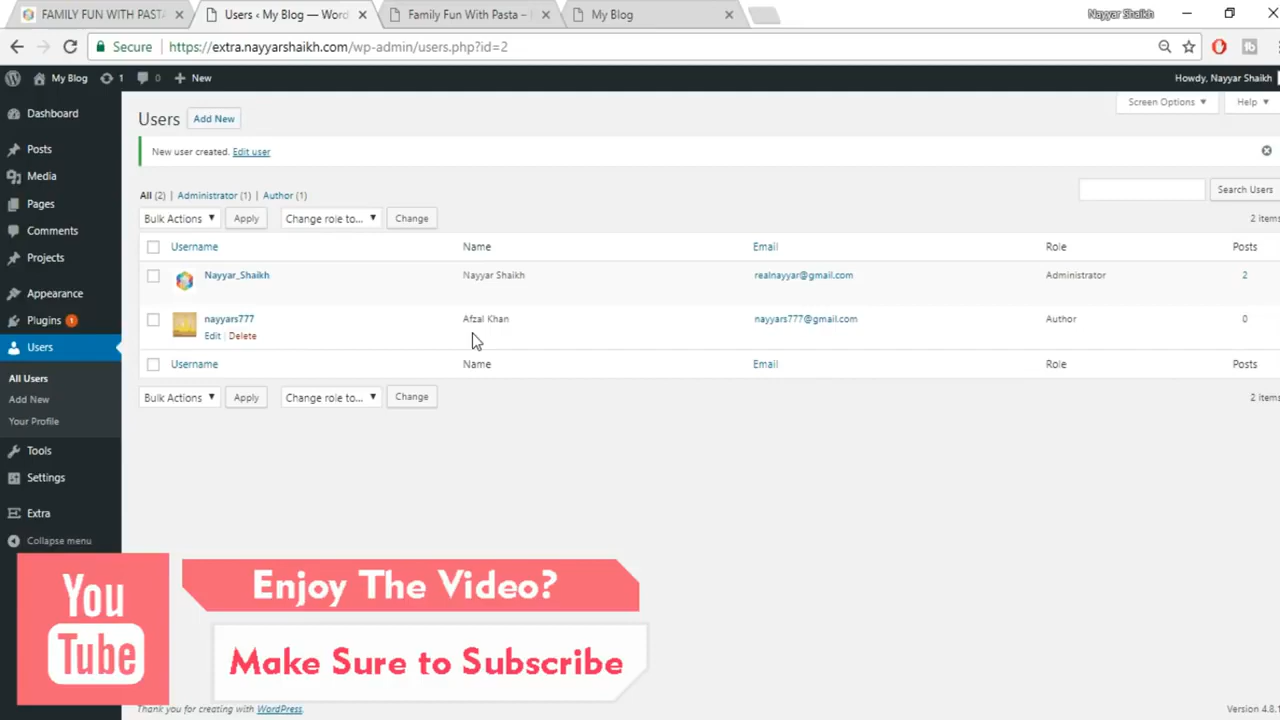 FAMILY FUN WITH PASTA
Users ‹ My Blog — Word
Family Fun With Pasta –
My Blog
Nayyar Shaikh
Secure
https://extra.nayyarshaikh.com/wp-admin/users.php?id=2
My Blog
1
0
New
Howdy, Nayyar Shaikh
Dashboard
Posts
Media
Pages
Comments
Projects
Appearance
Plugins 1
Users
All Users
Add New
Your Profile
Tools
Settings
Extra
Collapse menu
Screen Options
Help
Users
Add New
New user created. Edit user
All (2) | Administrator (1) | Author (1)
Search Users
Bulk Actions
Apply
Change role to...
Change
2 items
Username Name Email Role Posts
Nayyar_Shaikh Nayyar Shaikh realnayyar@gmail.com Administrator 2
nayyars777 Afzal Khan nayyars777@gmail.com Author 0
Edit | Delete
Username Name Email Role Posts
Bulk Actions
Apply
Change role to...
Change
2 items
You
Tube
Enjoy The Video?
Make Sure to Subscribe
Thank you for creating with WordPress.
Version 4.8.1